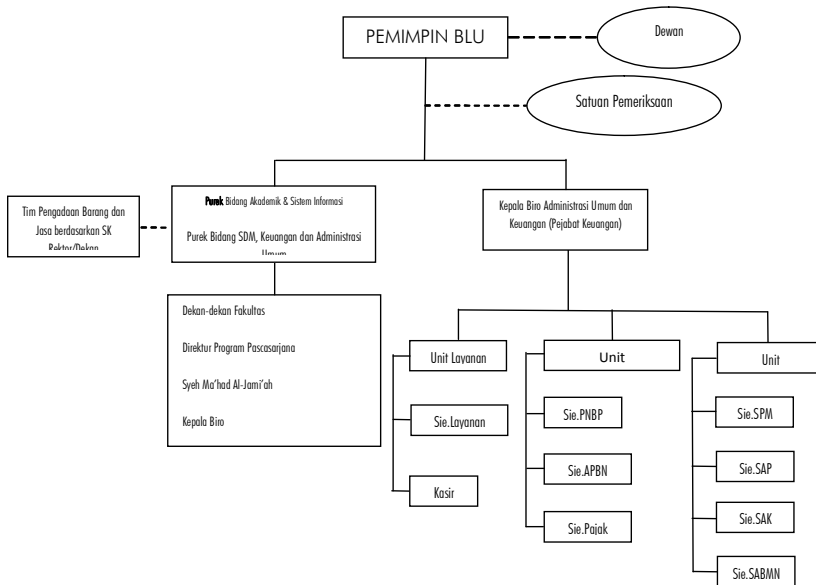 PEMIMPIN BLU
Dewan
Satuan Pemeriksaan
Tim Pengadaan Barang dan
Jasa berdasarkan SK
Rektor/Dekan
Purek Bidang Akademik & Sistem Informasi
Purek Bidang SDM, Keuangan dan Administrasi
Umum
Kepala Biro Administrasi Umum dan
Keuangan (Pejabat Keuangan)
Dekan-dekan Fakultas
Direktur Program Pascasarjana
Syeh Ma'had Al-Jami'ah
Kepala Biro
Unit Layanan
Sie.Layanan
Kasir
Unit
Sie.PNBP
Sie.APBN
Sie.Pajak
Unit
Sie.SPM
Sie.SAP
Sie.SAK
Sie.SABMN